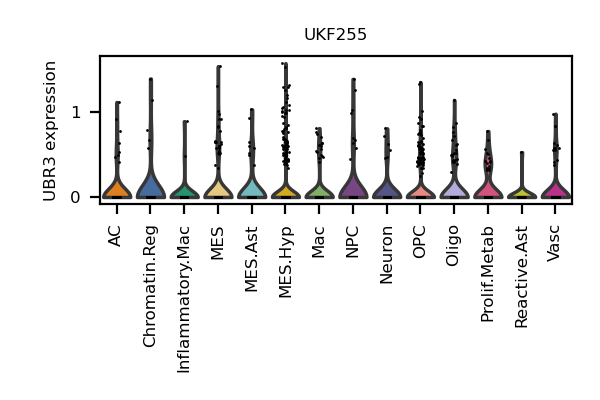 UKF255
UBR3 expression
1
0
AC
Chromatin.Reg
Inflammatory.Mac
MES
MES.Ast
MES.Hyp
Mac
NPC
Neuron
OPC
Oligo
Prolif.Metab
Reactive.Ast
Vasc